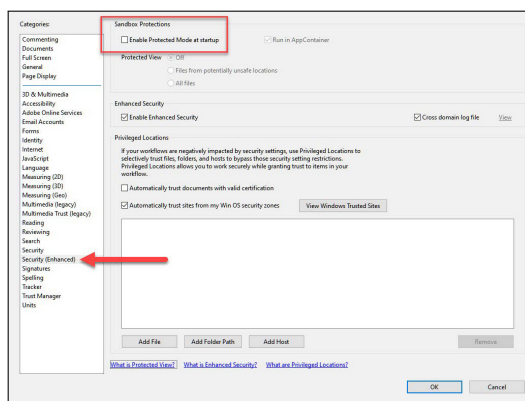 Categories:
Commenting
Documents
Full Screen
General
Page Display
3D & Multimedia
Accessibility
Adobe Online Services
Email Accounts
Forms
Identity
Internet
JavaScript
Language
Measuring (2D)
Measuring (3D)
Measuring (Geo)
Multimedia (legacy)
Multimedia Trust (legacy)
Reading
Reviewing
Search
Security
Security (Enhanced)
Signatures
Spelling
Tracker
Trust Manager
Units
Sandbox Protections
Enable Protected Mode at startup
Run in AppContainer
Protected View
Off
Files from potentially unsafe locations
All files
Enhanced Security
Enable Enhanced Security
Cross domain log file
View
Privileged Locations
If your workflows are negatively impacted by security settings, use Privileged Locations to
selectively trust files, folders, and hosts to bypass those security setting restrictions.
Privileged Locations allows you to work securely while granting trust to items in your
workflow.
Automatically trust documents with valid certification
Automatically trust sites from my Win OS security zones
View Windows Trusted Sites
Add File
Add Folder Path
Add Host
Remove
What is Protected View?
What is Enhanced Security?
What are Privileged Locations?
OK
Cancel